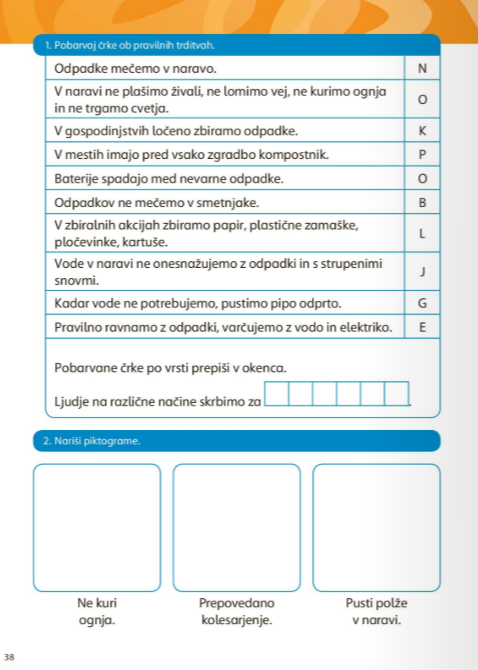 1. Pobarvaj črke ob pravilnih trditvah.
Odpadke mečemo v naravo. N
V naravi ne plašimo živali, ne lomimo vej, ne kurimo ognja
in ne trgamo cvetja. O
V gospodinjstvih ločeno zbiramo odpadke. K
V mestih imajo pred vsako zgradbo kompostnik. P
Baterije spadajo med nevarne odpadke. O
Odpadkov ne mečemo v smetnjake. B
V zbiralnih akcijah zbiramo papir, plastične zamaške,
pločevinke, kartuše. L
Vode v naravi ne onesnažujemo z odpadki in s strupenimi
snovmi. J
Kadar vode ne potrebujemo, pustimo pipo odprto. G
Pravilno ravnamo z odpadki, varčujemo z vodo in elektriko. E
Pobarvane črke po vrsti prepiši v okenca.
Ljudje na različne načine skrbimo za .
2. Nariši piktograme.
Ne kuri
ognja.
Prepovedano
kolesarjenje.
Pusti polže
v naravi.
38